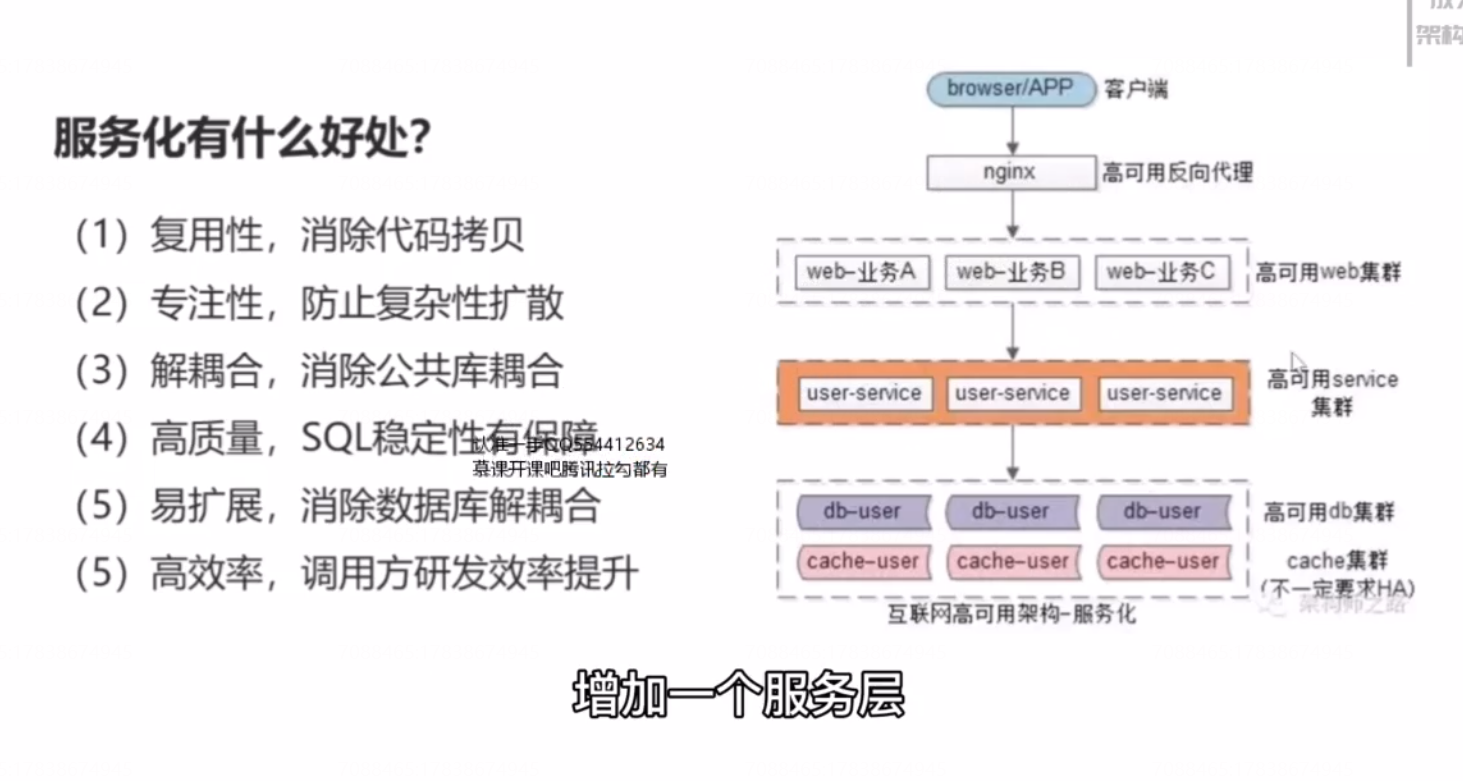 架构
服务化有什么好处?
(1) 复用性，消除代码拷贝
(2) 专注性，防止复杂性扩散
(3) 解耦合，消除公共库耦合
(4) 高质量，SQL稳定性有保障
认准一手QQ554412634
慕课开课吧腾讯拉勾都有
(5) 易扩展，消除数据库解耦合
(5) 高效率，调用方研发效率提升
browser/APP 客户端
nginx 高可用反向代理
web-业务A web-业务B web-业务C 高可用web集群
user-service user-service user-service 高可用service
集群
db-user db-user db-user 高可用db集群
cache-user cache-user cache-user cache集群
(不一定要求HA)
架构师之路
互联网高可用架构-服务化
增加一个服务层